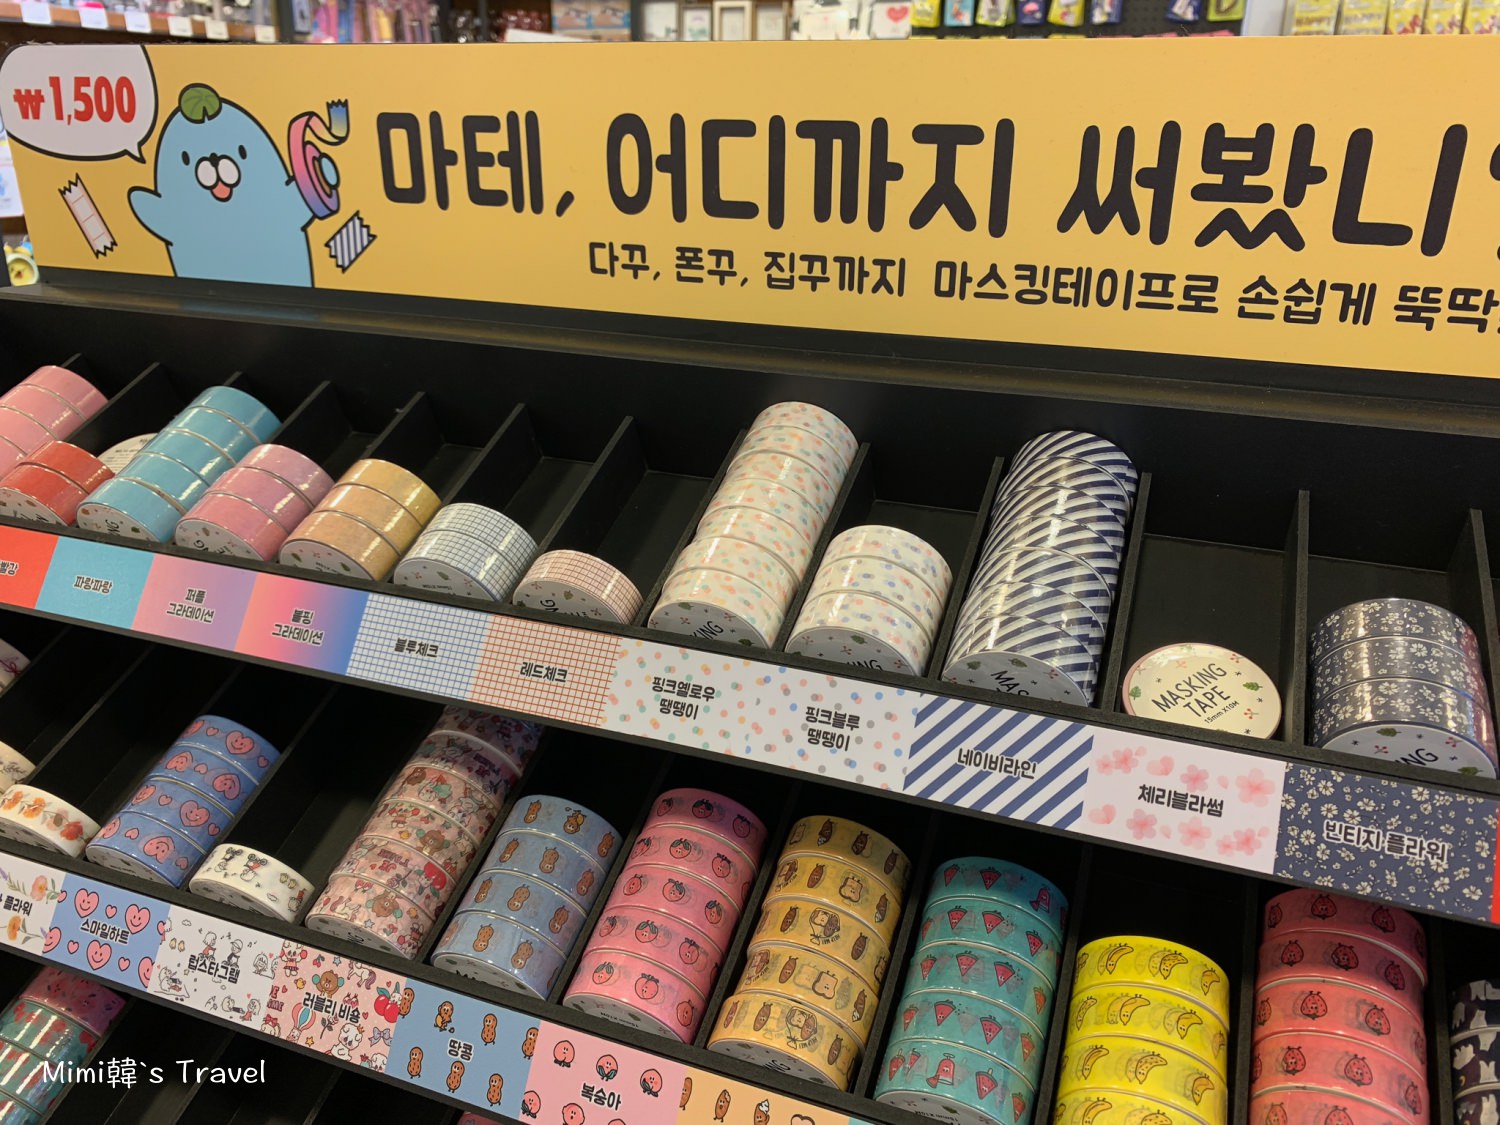 ₩1,500
마테, 어디까지 써봤니?
다꾸, 폰꾸, 집꾸까지 마스킹테이프로 손쉽게 뚝딱
빨강
파랑파랑
퍼플
그라데이션
블핑
그라데이션
블루체크
레드체크
핑크옐로우
땡땡이
핑크블루
땡땡이
네이비라인
체리블라썸
빈티지 플라워
MASKING
TAPE
15mm X10M
플라워
스마일하트
럽스타그램
러블리 비숑
땅콩
복숭아
Mimi韓`s Travel